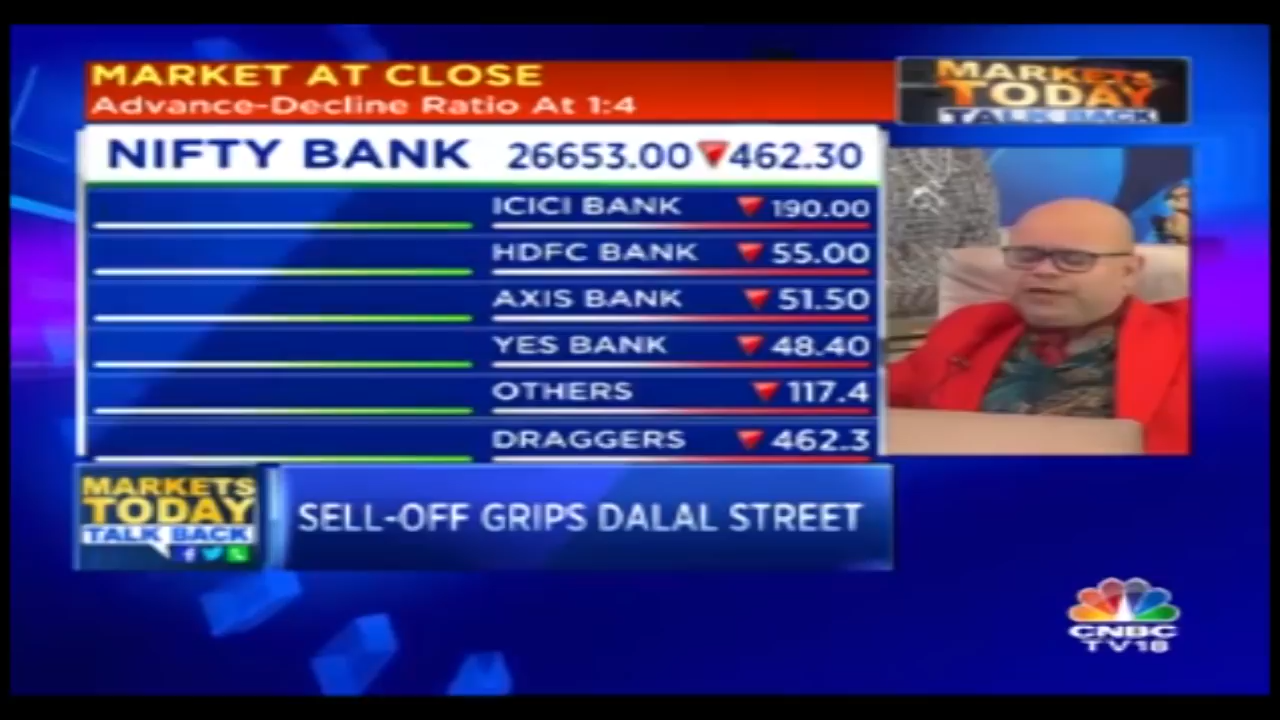 MARKET AT CLOSE
Advance-Decline Ratio At 1:4
MARKETS
TODAY
TALK BACK
NIFTY BANK 26653.00 ▼462.30
ICICI BANK ▼ 190.00
HDFC BANK ▼ 55.00
AXIS BANK ▼ 51.50
YES BANK ▼ 48.40
OTHERS ▼ 117.4
DRAGGERS ▼ 462.3
MARKETS
TODAY
TALK BACK
SELL-OFF GRIPS DALAL STREET
CNBC
TV18